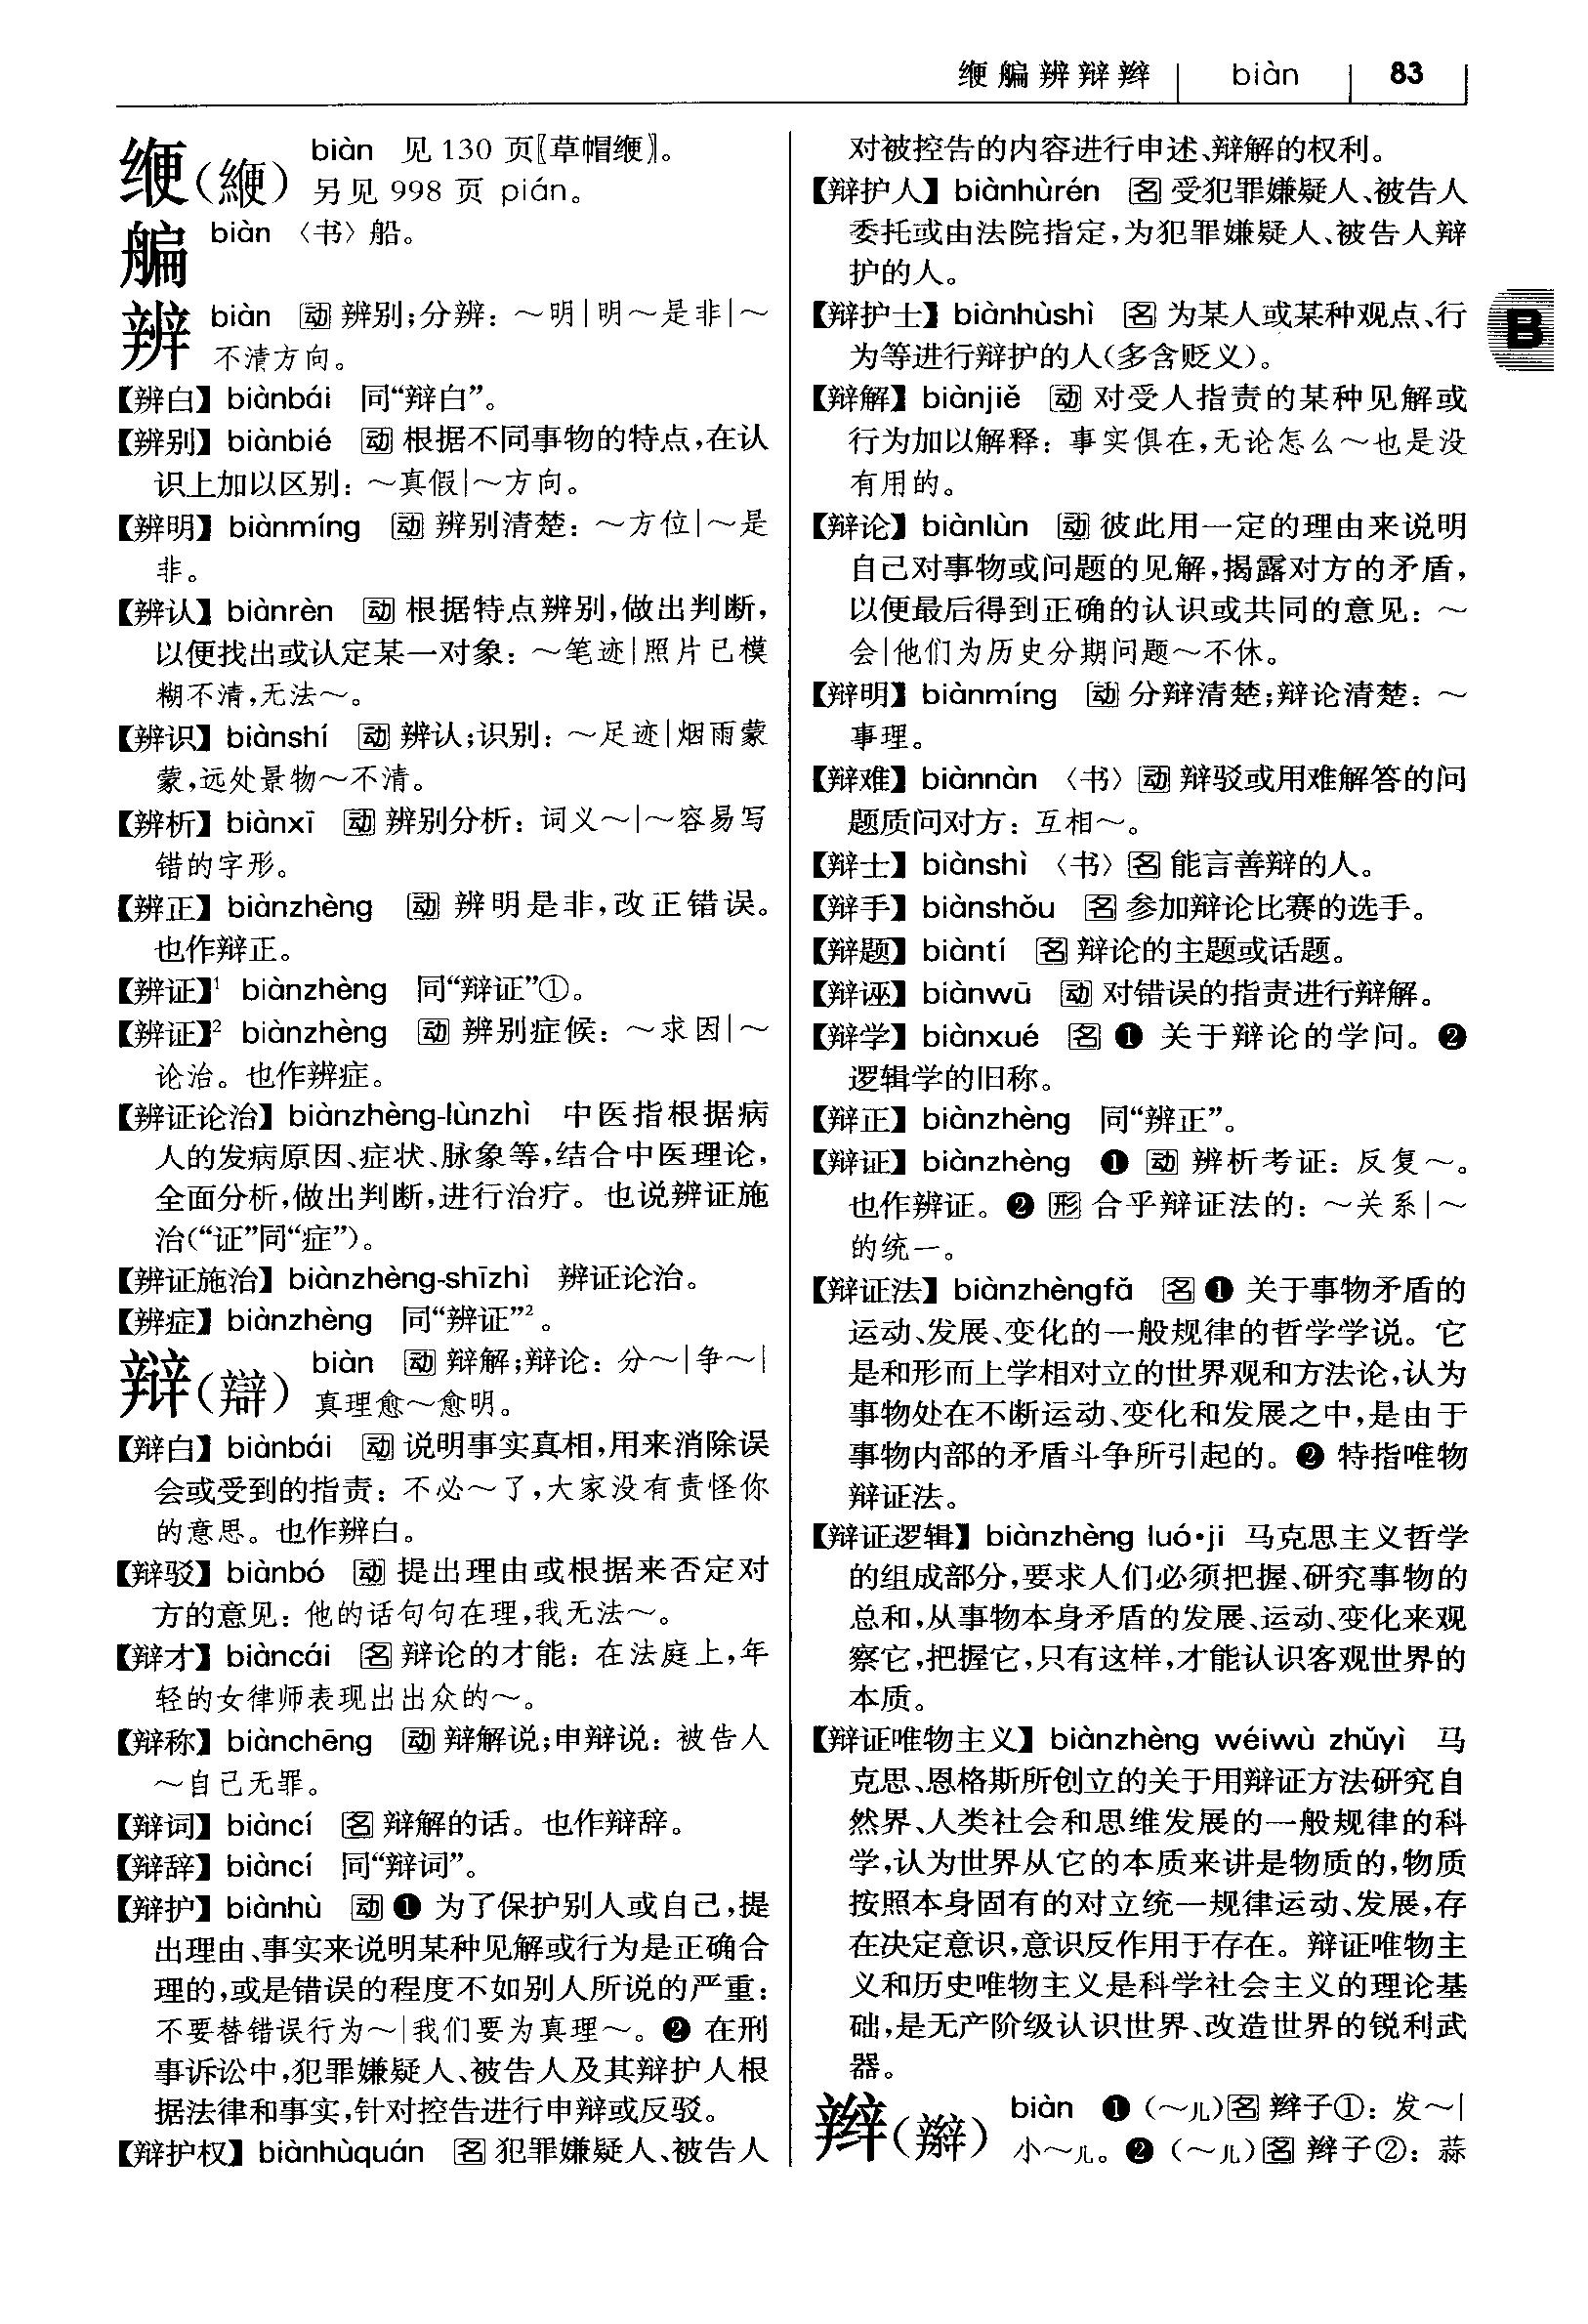 缏艑辨辩辫 biàn 83
缏(緶) biàn 见 130 页〖草帽缏〗。
另见 998 页 pián。
艑 biàn 〈书〉船。
辨 biàn 动 辨别;分辨：～明|明～是非|～
不清方向。
【辨白】biànbái 同“辩白”。
【辨别】biànbié 动 根据不同事物的特点,在认
识上加以区别：～真假|～方向。
【辨明】biànmíng 动 辨别清楚：～方位|～是
非。
【辨认】biànrèn 动 根据特点辨别,做出判断,
以便找出或认定某一对象：～笔迹|照片已模
糊不清,无法～。
【辨识】biànshí 动 辨认;识别：～足迹|烟雨蒙
蒙,远处景物～不清。
【辨析】biànxī 动 辨别分析：词义～|～容易写
错的字形。
【辨正】biànzhèng 动 辨明是非,改正错误。
也作辩正。
【辨证】¹ biànzhèng 同“辩证”①。
【辨证】² biànzhèng 动 辨别症候：～求因|～
论治。也作辨症。
【辨证论治】biànzhèng-lùnzhì 中医指根据病
人的发病原因、症状、脉象等,结合中医理论,
全面分析,做出判断,进行治疗。也说辨证施
治(“证”同“症”)。
【辨证施治】biànzhèng-shīzhì 辨证论治。
【辨症】biànzhèng 同“辨证”²。
辩(辯) biàn 动 辩解;辩论：分～|争～|
真理愈～愈明。
【辩白】biànbái 动 说明事实真相,用来消除误
会或受到的指责：不必～了,大家没有责怪你
的意思。也作辨白。
【辩驳】biànbó 动 提出理由或根据来否定对
方的意见：他的话句句在理,我无法～。
【辩才】biàncái 名 辩论的才能：在法庭上,年
轻的女律师表现出出众的～。
【辩称】biànchēng 动 辩解说;申辩说：被告人
～自己无罪。
【辩词】biàncí 名 辩解的话。也作辩辞。
【辩辞】biàncí 同“辩词”。
【辩护】biànhù 动 ❶ 为了保护别人或自己,提
出理由、事实来说明某种见解或行为是正确合
理的,或是错误的程度不如别人所说的严重：
不要替错误行为～|我们要为真理～。❷ 在刑
事诉讼中,犯罪嫌疑人、被告人及其辩护人根
据法律和事实,针对控告进行申辩或反驳。
【辩护权】biànhùquán 名 犯罪嫌疑人、被告人
对被控告的内容进行申述、辩解的权利。
【辩护人】biànhùrén 名 受犯罪嫌疑人、被告人
委托或由法院指定,为犯罪嫌疑人、被告人辩
护的人。
【辩护士】biànhùshì 名 为某人或某种观点、行
为等进行辩护的人(多含贬义)。
【辩解】biànjiě 动 对受人指责的某种见解或
行为加以解释：事实俱在,无论怎么～也是没
有用的。
【辩论】biànlùn 动 彼此用一定的理由来说明
自己对事物或问题的见解,揭露对方的矛盾,
以便最后得到正确的认识或共同的意见：～
会|他们为历史分期问题～不休。
【辩明】biànmíng 动 分辩清楚;辩论清楚：～
事理。
【辩难】biànnàn 〈书〉动 辩驳或用难解答的问
题质问对方：互相～。
【辩士】biànshì 〈书〉名 能言善辩的人。
【辩手】biànshǒu 名 参加辩论比赛的选手。
【辩题】biàntí 名 辩论的主题或话题。
【辩诬】biànwū 动 对错误的指责进行辩解。
【辩学】biànxué 名 ❶ 关于辩论的学问。❷
逻辑学的旧称。
【辩正】biànzhèng 同“辨正”。
【辩证】biànzhèng ❶ 动 辨析考证：反复～。
也作辨证。❷ 形 合乎辩证法的：～关系|～
的统一。
【辩证法】biànzhèngfǎ 名 ❶ 关于事物矛盾的
运动、发展、变化的一般规律的哲学学说。它
是和形而上学相对立的世界观和方法论,认为
事物处在不断运动、变化和发展之中,是由于
事物内部的矛盾斗争所引起的。❷ 特指唯物
辩证法。
【辩证逻辑】biànzhèng luó·ji 马克思主义哲学
的组成部分,要求人们必须把握、研究事物的
总和,从事物本身矛盾的发展、运动、变化来观
察它,把握它,只有这样,才能认识客观世界的
本质。
【辩证唯物主义】biànzhèng wéiwù zhǔyì 马
克思、恩格斯所创立的关于用辩证方法研究自
然界、人类社会和思维发展的一般规律的科
学,认为世界从它的本质来讲是物质的,物质
按照本身固有的对立统一规律运动、发展,存
在决定意识,意识反作用于存在。辩证唯物主
义和历史唯物主义是科学社会主义的理论基
础,是无产阶级认识世界、改造世界的锐利武
器。
辫(辮) biàn ❶ (～儿)名 辫子①：发～|
小～儿。❷ (～儿)名 辫子②：蒜
B